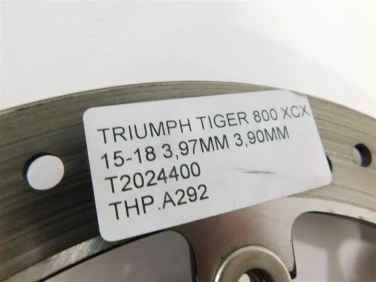 TRIUMPH TIGER 800 XCX
15-18 3,97MM 3,90MM
T2024400
THP.A292